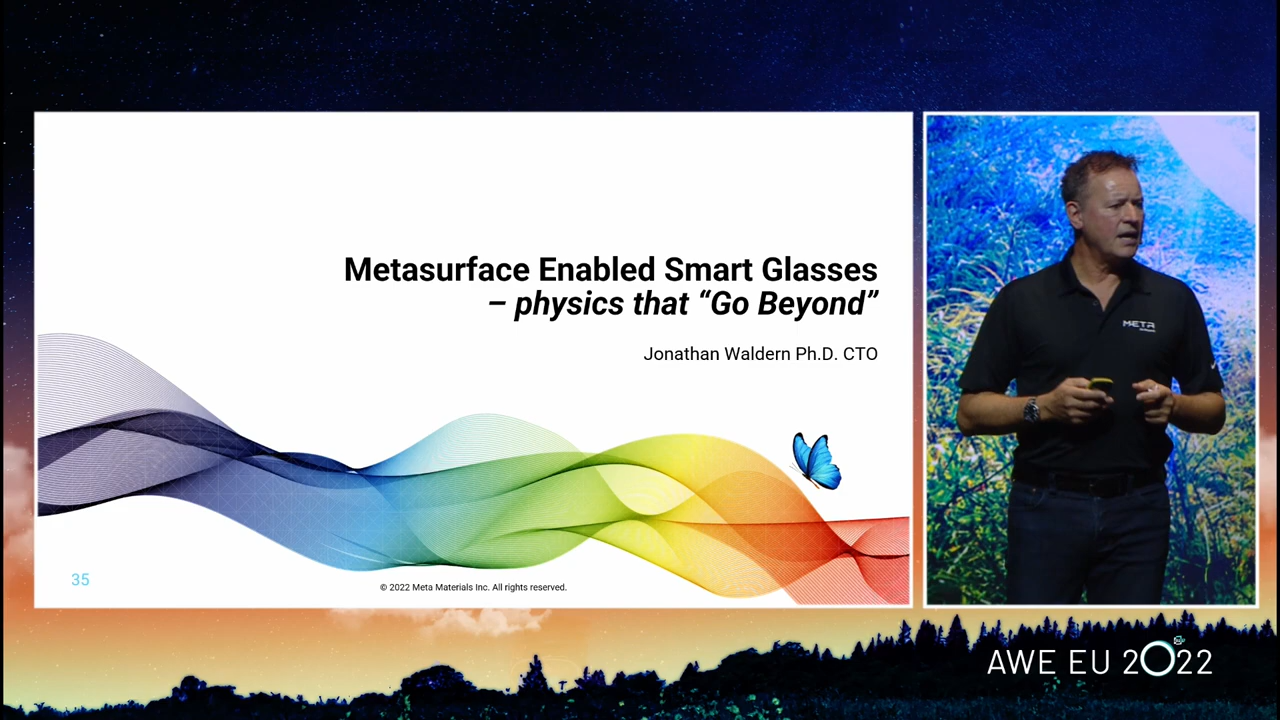 Metasurface Enabled Smart Glasses
– physics that “Go Beyond”
Jonathan Waldern Ph.D. CTO
35
© 2022 Meta Materials Inc. All rights reserved.
META
AWE EU 2022